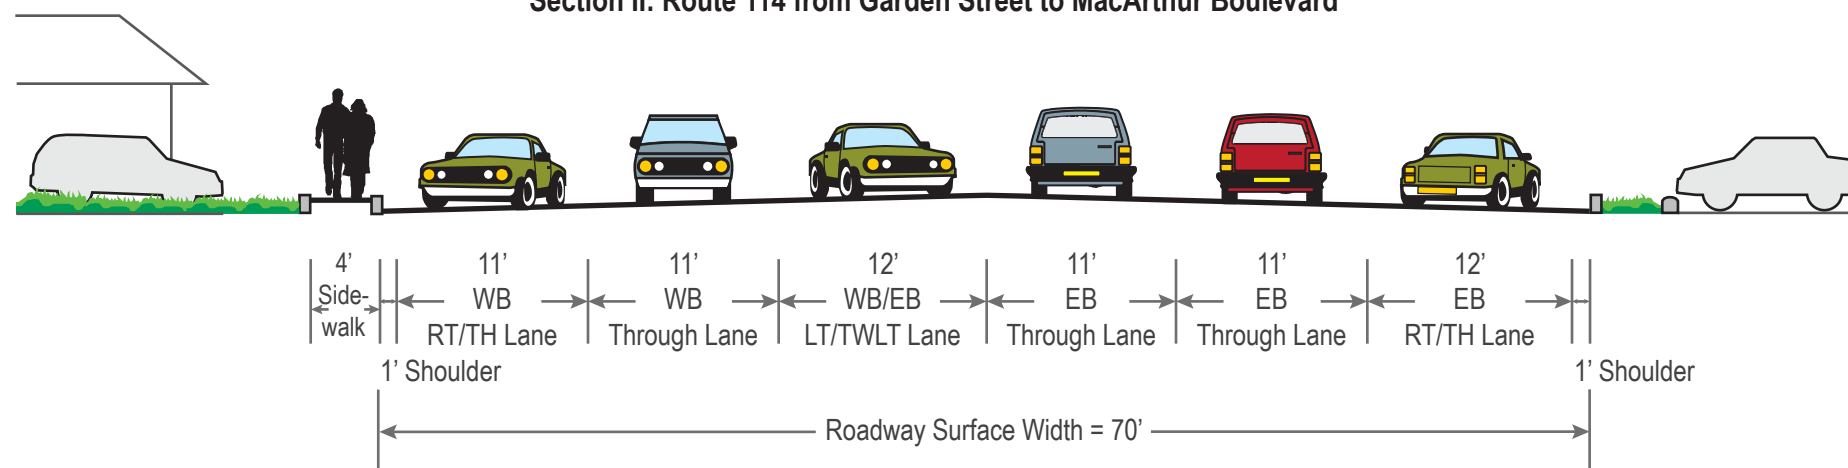 Section II: Route 114 from Garden Street to MacArthur Boulevard
4’ 11’ 11’ 12’ 11’ 11’ 12’
Side- WB WB WB/EB EB EB EB
walk RT/TH Lane Through Lane LT/TWLT Lane Through Lane Through Lane RT/TH Lane
1’ Shoulder 1’ Shoulder
Roadway Surface Width = 70’